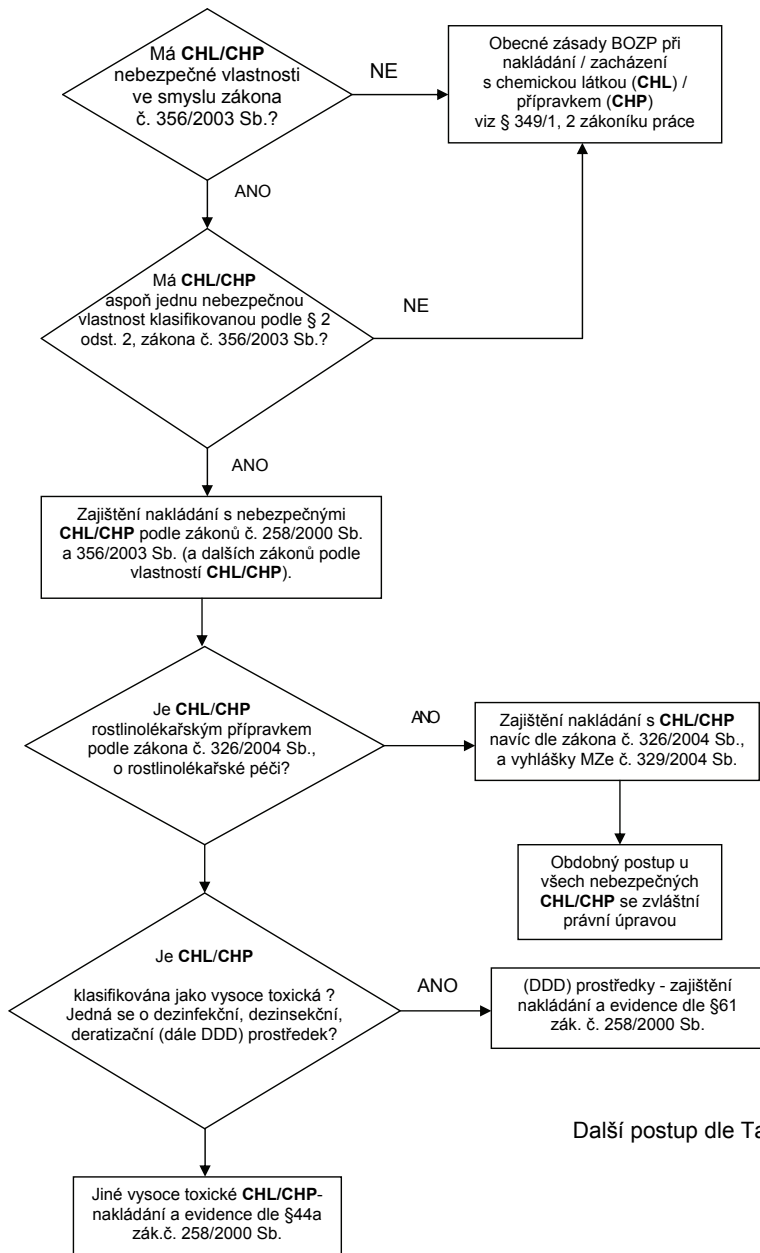 Má CHL/CHP
nebezpečné vlastnosti
ve smyslu zákona
č. 356/2003 Sb.?
NE
Obecné zásady BOZP při
nakládání / zacházení
s chemickou látkou (CHL) /
přípravkem (CHP)
viz § 349/1, 2 zákoníku práce
ANO
Má CHL/CHP
aspoň jednu nebezpečnou
vlastnost klasifikovanou podle § 2
odst. 2, zákona č. 356/2003 Sb.?
NE
ANO
Zajištění nakládání s nebezpečnými
CHL/CHP podle zákonů č. 258/2000 Sb.
a 356/2003 Sb. (a dalších zákonů podle
vlastností CHL/CHP).
Je CHL/CHP
rostlinolékařským přípravkem
podle zákona č. 326/2004 Sb.,
o rostlinolékařské péči?
ANO
Zajištění nakládání s CHL/CHP
navíc dle zákona č. 326/2004 Sb.,
a vyhlášky MZe č. 329/2004 Sb.
Obdobný postup u
všech nebezpečných
CHL/CHP se zvláštní
právní úpravou
Je CHL/CHP
klasifikována jako vysoce toxická ?
Jedná se o dezinfekční, dezinsekční,
deratizační (dále DDD) prostředek?
ANO
(DDD) prostředky - zajištění
nakládání a evidence dle §61
zák. č. 258/2000 Sb.
Další postup dle Ta
Jiné vysoce toxické CHL/CHP-
nakládání a evidence dle §44a
zák.č. 258/2000 Sb.